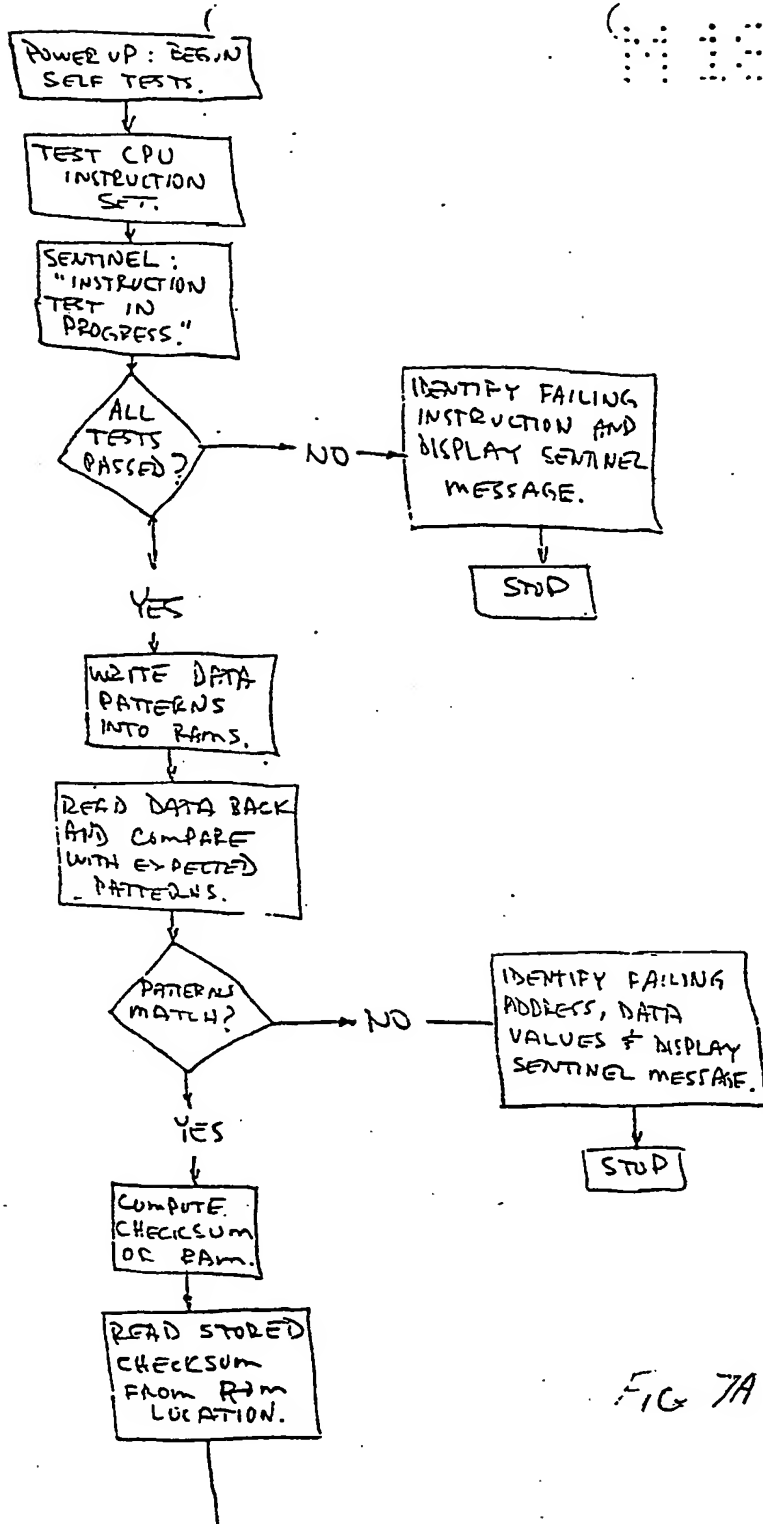 POWER UP: BEGIN
SELF TESTS.
TEST CPU
INSTRUCTION
SET.
SENTINEL:
"INSTRUCTION
TEST IN
PROGRESS."
ALL
TESTS
PASSED?
NO
IDENTIFY FAILING
INSTRUCTION AND
DISPLAY SENTINEL
MESSAGE.
STOP
YES
WRITE DATA
PATTERNS
INTO RAMS.
READ DATA BACK
AND COMPARE
WITH EXPECTED
PATTERNS.
PATTERNS
MATCH?
NO
IDENTIFY FAILING
ADDRESS, DATA
VALUES & DISPLAY
SENTINEL MESSAGE.
STOP
YES
COMPUTE
CHECKSUM
OF RAM.
READ STORED
CHECKSUM
FROM
LOCATION.
FIG 7A